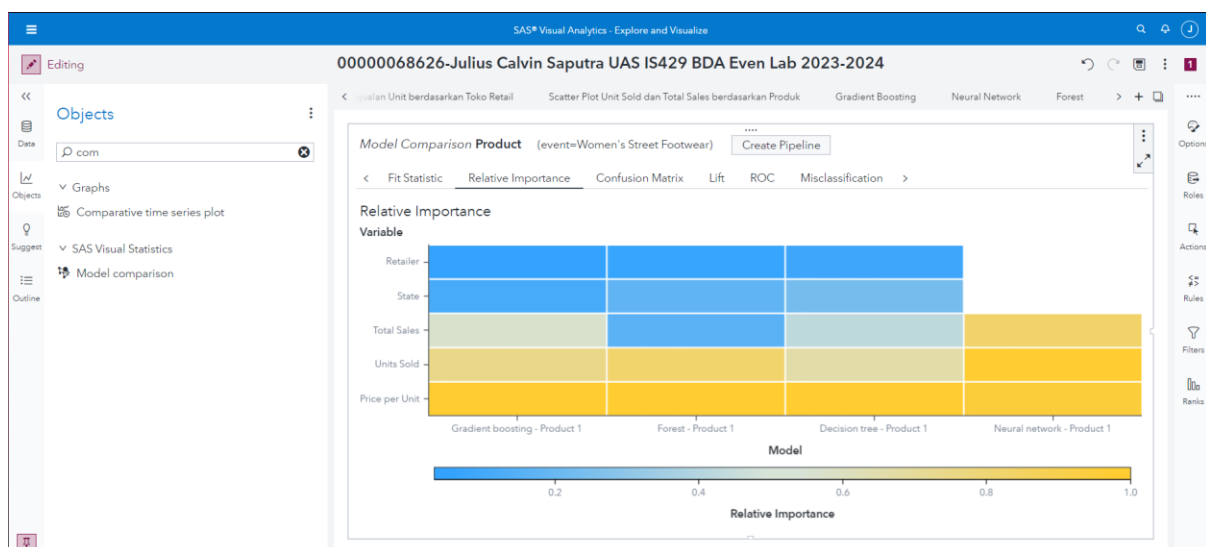 SAS® Visual Analytics - Explore and Visualize
J
Editing
00000068626-Julius Calvin Saputra UAS IS429 BDA Even Lab 2023-2024
1
Objects
Unit berdasarkan Toko Retail
Scatter Plot Unit Sold dan Total Sales berdasarkan Produk
Gradient Boosting
Neural Network
Forest
Data
Objects
Suggest
Outline
com
Graphs
Comparative time series plot
SAS Visual Statistics
Model comparison
Model Comparison Product (event=Women's Street Footwear)
Create Pipeline
Fit Statistic
Relative Importance
Confusion Matrix
Lift
ROC
Misclassification
Relative Importance
Variable
Retailer
State
Total Sales
Units Sold
Price per Unit
Gradient boosting - Product 1
Forest - Product 1
Decision tree - Product 1
Neural network - Product 1
Model
0.2
0.4
0.6
0.8
1.0
Relative Importance
Options
Roles
Actions
Rules
Filters
Ranks